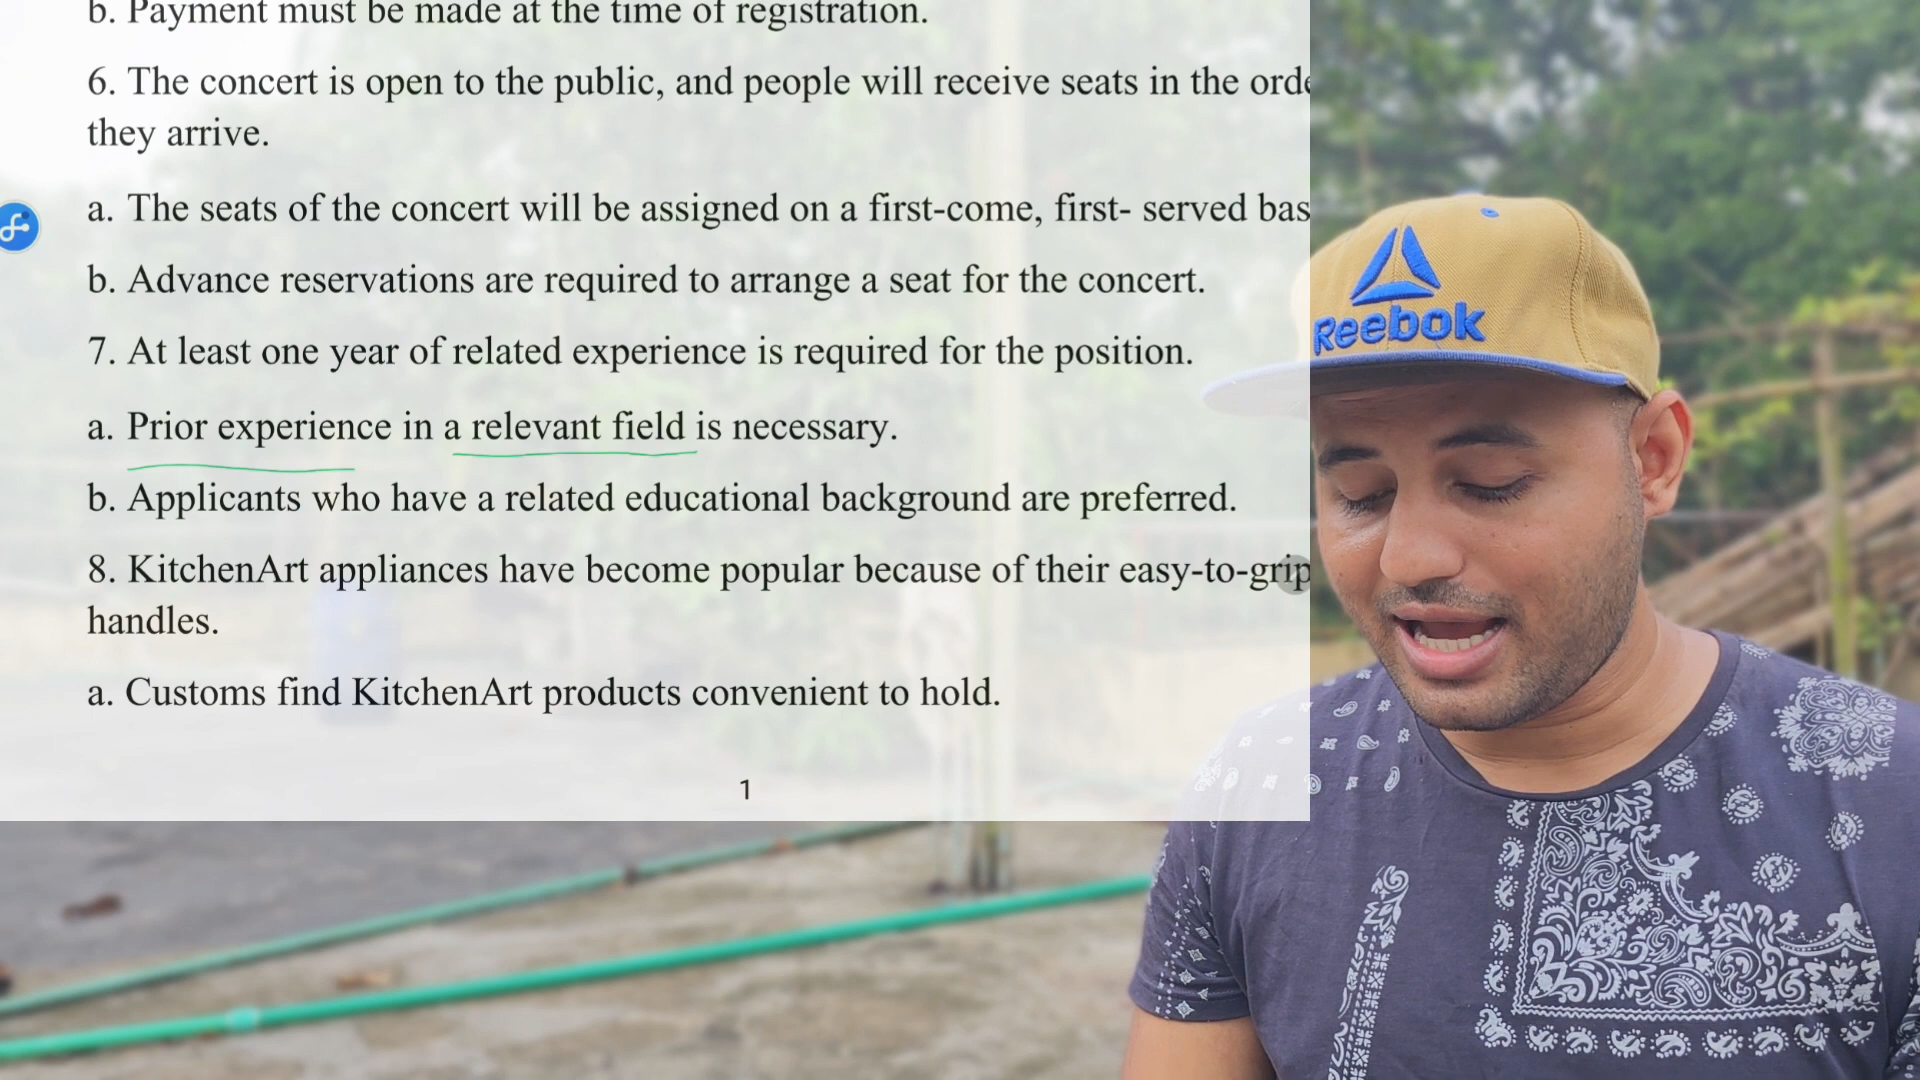 b. Payment must be made at the time of registration.
6. The concert is open to the public, and people will receive seats in the orde
they arrive.
a. The seats of the concert will be assigned on a first-come, first- served bas
b. Advance reservations are required to arrange a seat for the concert.
7. At least one year of related experience is required for the position.
a. Prior experience in a relevant field is necessary.
b. Applicants who have a related educational background are preferred.
8. KitchenArt appliances have become popular because of their easy-to-grip
handles.
a. Customs find KitchenArt products convenient to hold.
1
Reebok